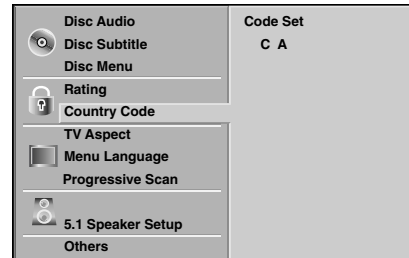 Disc Audio
Disc Subtitle
Disc Menu
Rating
Country Code
TV Aspect
Menu Language
Progressive Scan
5.1 Speaker Setup
Others
Code Set
C A